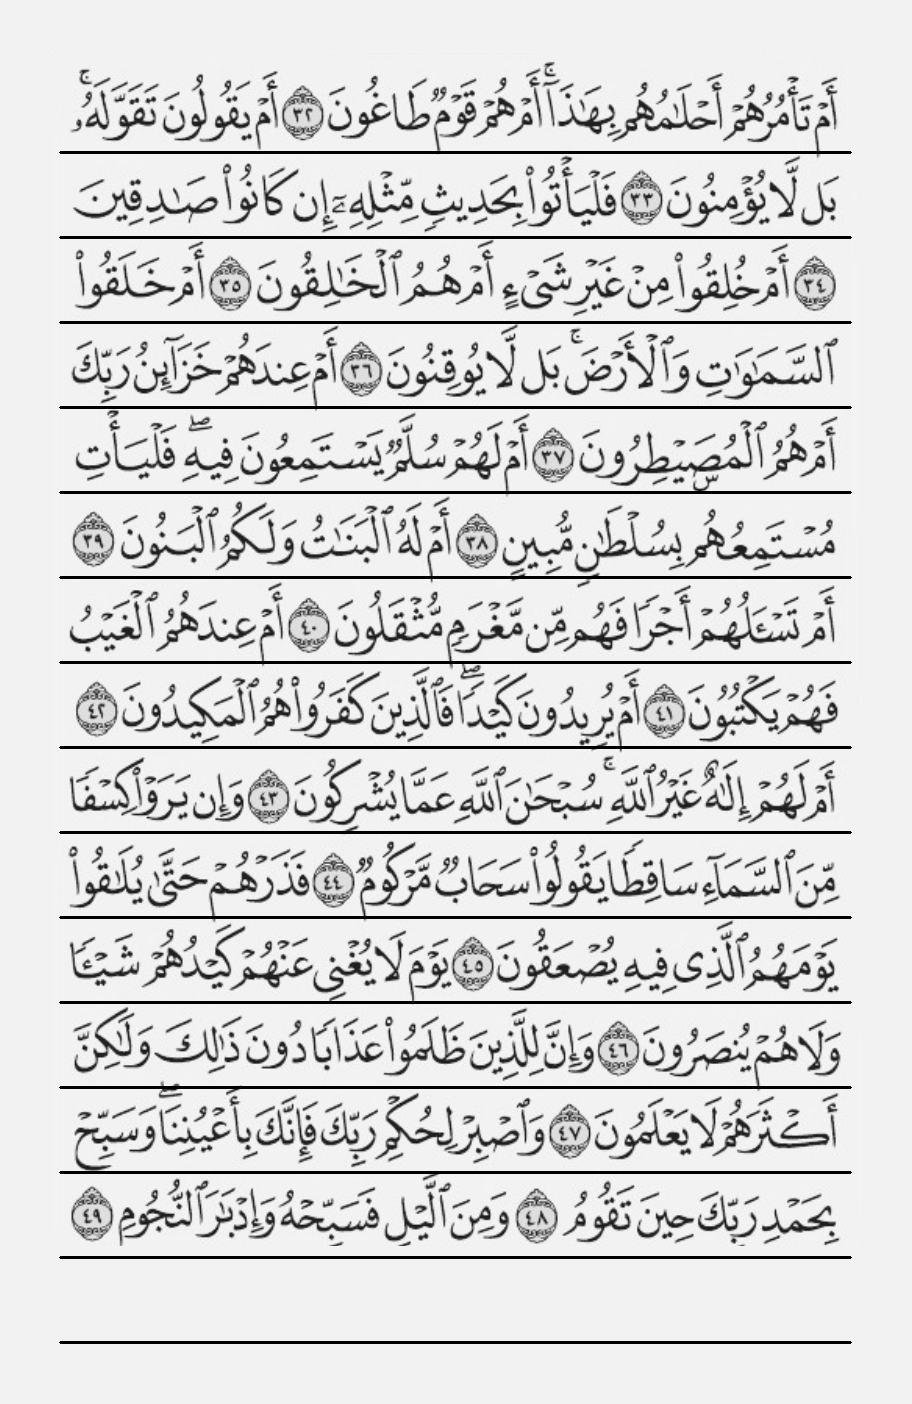 أَمۡ تَأۡمُرُهُمۡ أَحۡلَٰمُهُم بِهَٰذَآۚ أَمۡ هُمۡ قَوۡمٞ طَاغُونَ ٣٢ أَمۡ يَقُولُونَ تَقَوَّلَهُۥۚ
بَل لَّا يُؤۡمِنُونَ ٣٣ فَلۡيَأۡتُواْ بِحَدِيثٖ مِّثۡلِهِۦٓ إِن كَانُواْ صَٰدِقِينَ
٣٤ أَمۡ خُلِقُواْ مِنۡ غَيۡرِ شَيۡءٍ أَمۡ هُمُ ٱلۡخَٰلِقُونَ ٣٥ أَمۡ خَلَقُواْ
ٱلسَّمَٰوَٰتِ وَٱلۡأَرۡضَۚ بَل لَّا يُوقِنُونَ ٣٦ أَمۡ عِندَهُمۡ خَزَآئِنُ رَبِّكَ
أَمۡ هُمُ ٱلۡمُصَۜيۡطِرُونَ ٣٧ أَمۡ لَهُمۡ سُلَّمٞ يَسۡتَمِعُونَ فِيهِۖ فَلۡيَأۡتِ
مُسۡتَمِعُهُم بِسُلۡطَٰنٖ مُّبِينٍ ٣٨ أَمۡ لَهُ ٱلۡبَنَٰتُ وَلَكُمُ ٱلۡبَنُونَ ٣٩
أَمۡ تَسۡـَٔلُهُمۡ أَجۡرٗا فَهُم مِّن مَّغۡرَمٖ مُّثۡقَلُونَ ٤٠ أَمۡ عِندَهُمُ ٱلۡغَيۡبُ
فَهُمۡ يَكۡتُبُونَ ٤١ أَمۡ يُرِيدُونَ كَيۡدٗاۖ فَٱلَّذِينَ كَفَرُواْ هُمُ ٱلۡمَكِيدُونَ ٤٢
أَمۡ لَهُمۡ إِلَٰهٌ غَيۡرُ ٱللَّهِۚ سُبۡحَٰنَ ٱللَّهِ عَمَّا يُشۡرِكُونَ ٤٣ وَإِن يَرَوۡاْ كِسۡفٗا
مِّنَ ٱلسَّمَآءِ سَاقِطٗا يَقُولُواْ سَحَابٞ مَّرۡكُومٞ ٤٤ فَذَرۡهُمۡ حَتَّىٰ يُلَٰقُواْ
يَوۡمَهُمُ ٱلَّذِي فِيهِ يُصۡعَقُونَ ٤٥ يَوۡمَ لَا يُغۡنِي عَنۡهُمۡ كَيۡدُهُمۡ شَيۡـٔٗا
وَلَا هُمۡ يُنصَرُونَ ٤٦ وَإِنَّ لِلَّذِينَ ظَلَمُواْ عَذَابٗا دُونَ ذَٰلِكَ وَلَٰكِنَّ
أَكۡثَرَهُمۡ لَا يَعۡلَمُونَ ٤٧ وَٱصۡبِرۡ لِحُكۡمِ رَبِّكَ فَإِنَّكَ بِأَعۡيُنِنَاۖ وَسَبِّحۡ
بِحَمۡدِ رَبِّكَ حِينَ تَقُومُ ٤٨ وَمِنَ ٱلَّيۡلِ فَسَبِّحۡهُ وَإِدۡبَٰرَ ٱلنُّجُومِ ٤٩